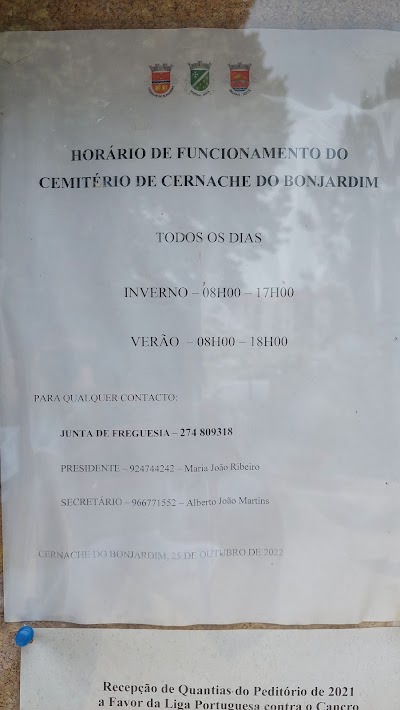 HORÁRIO DE FUNCIONAMENTO DO
CEMITÉRIO DE CERNACHE DO BONJARDIM
TODOS OS DIAS
INVERNO – 08H00 – 17H00
VERÃO – 08H00 – 18H00
PARA QUALQUER CONTACTO:
JUNTA DE FREGUESIA – 274 809318
PRESIDENTE – 924744242 – Maria João Ribeiro
SECRETÁRIO – 966771552 – Alberto João Martins
CERNACHE DO BONJARDIM, 25 DE OUTUBRO DE 2022
Recepção de Quantias do Peditório de 2021
a Favor da Liga Portuguesa contra o Cancro